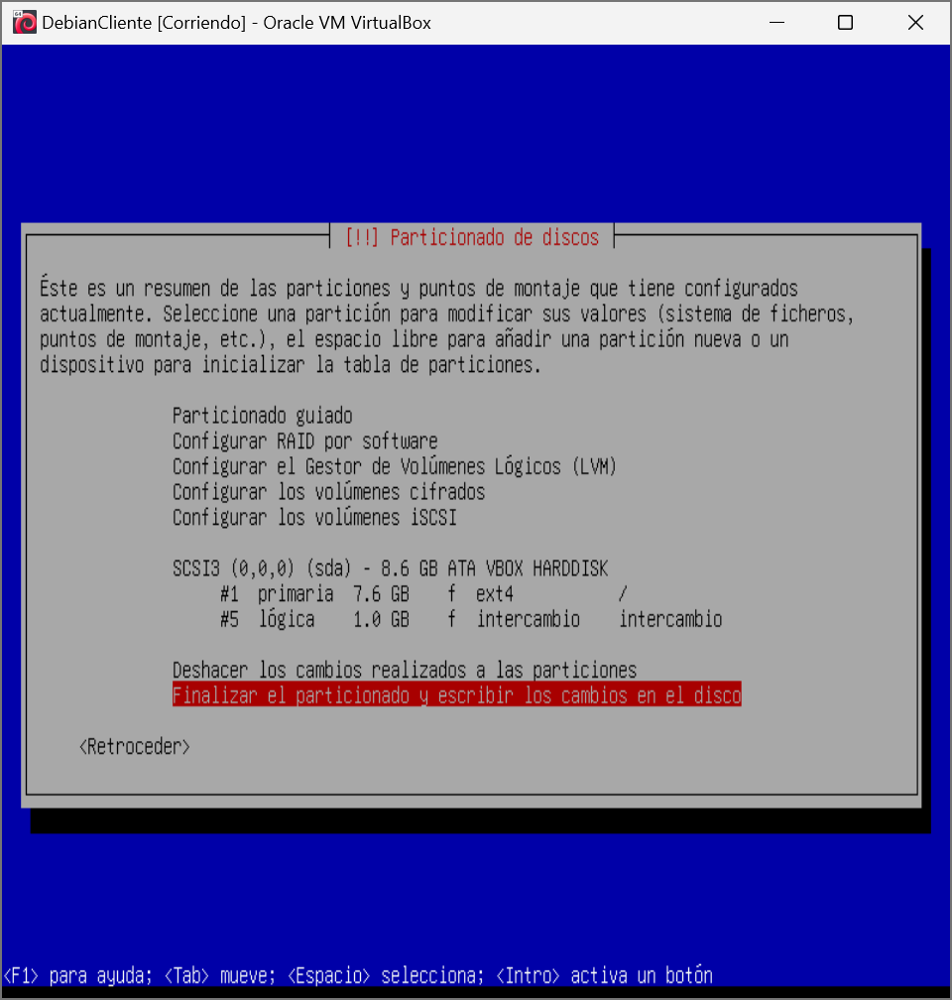 DebianCliente [Corriendo] - Oracle VM VirtualBox
[!!] Particionado de discos
Éste es un resumen de las particiones y puntos de montaje que tiene configurados
actualmente. Seleccione una partición para modificar sus valores (sistema de ficheros,
puntos de montaje, etc.), el espacio libre para añadir una partición nueva o un
dispositivo para inicializar la tabla de particiones.
Particionado guiado
Configurar RAID por software
Configurar el Gestor de Volúmenes Lógicos (LVM)
Configurar los volúmenes cifrados
Configurar los volúmenes iSCSI
SCSI3 (0,0,0) (sda) - 8.6 GB ATA VBOX HARDDISK
#1 primaria 7.6 GB f ext4 /
#5 lógica 1.0 GB f intercambio intercambio
Deshacer los cambios realizados a las particiones
Finalizar el particionado y escribir los cambios en el disco
<Retroceder>
<F1> para ayuda; <Tab> mueve; <Espacio> selecciona; <Intro> activa un botón